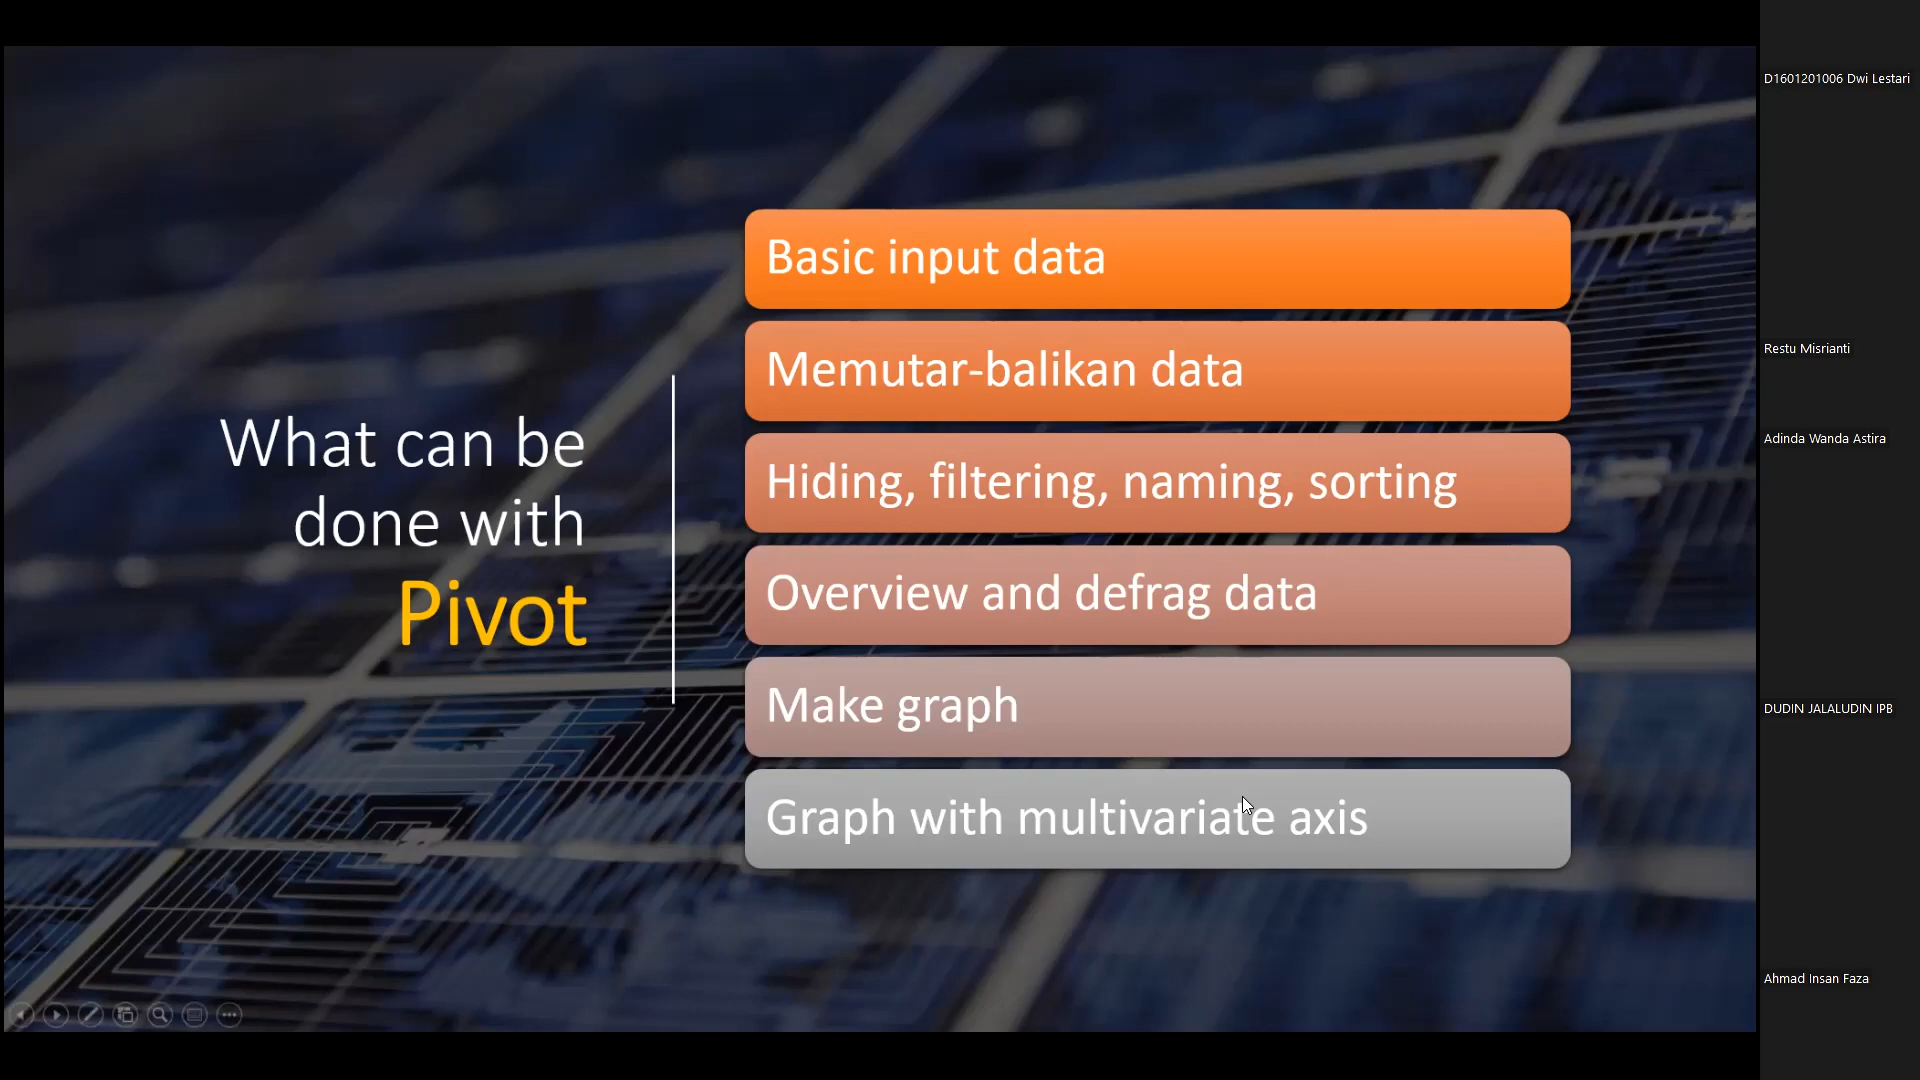 What can be
done with
Pivot
Basic input data
Memutar-balikan data
Hiding, filtering, naming, sorting
Overview and defrag data
Make graph
Graph with multivariate axis
D1601201006 Dwi Lestari
Restu Misrianti
Adinda Wanda Astira
DUDIN JALALUDIN IPB
Ahmad Insan Faza